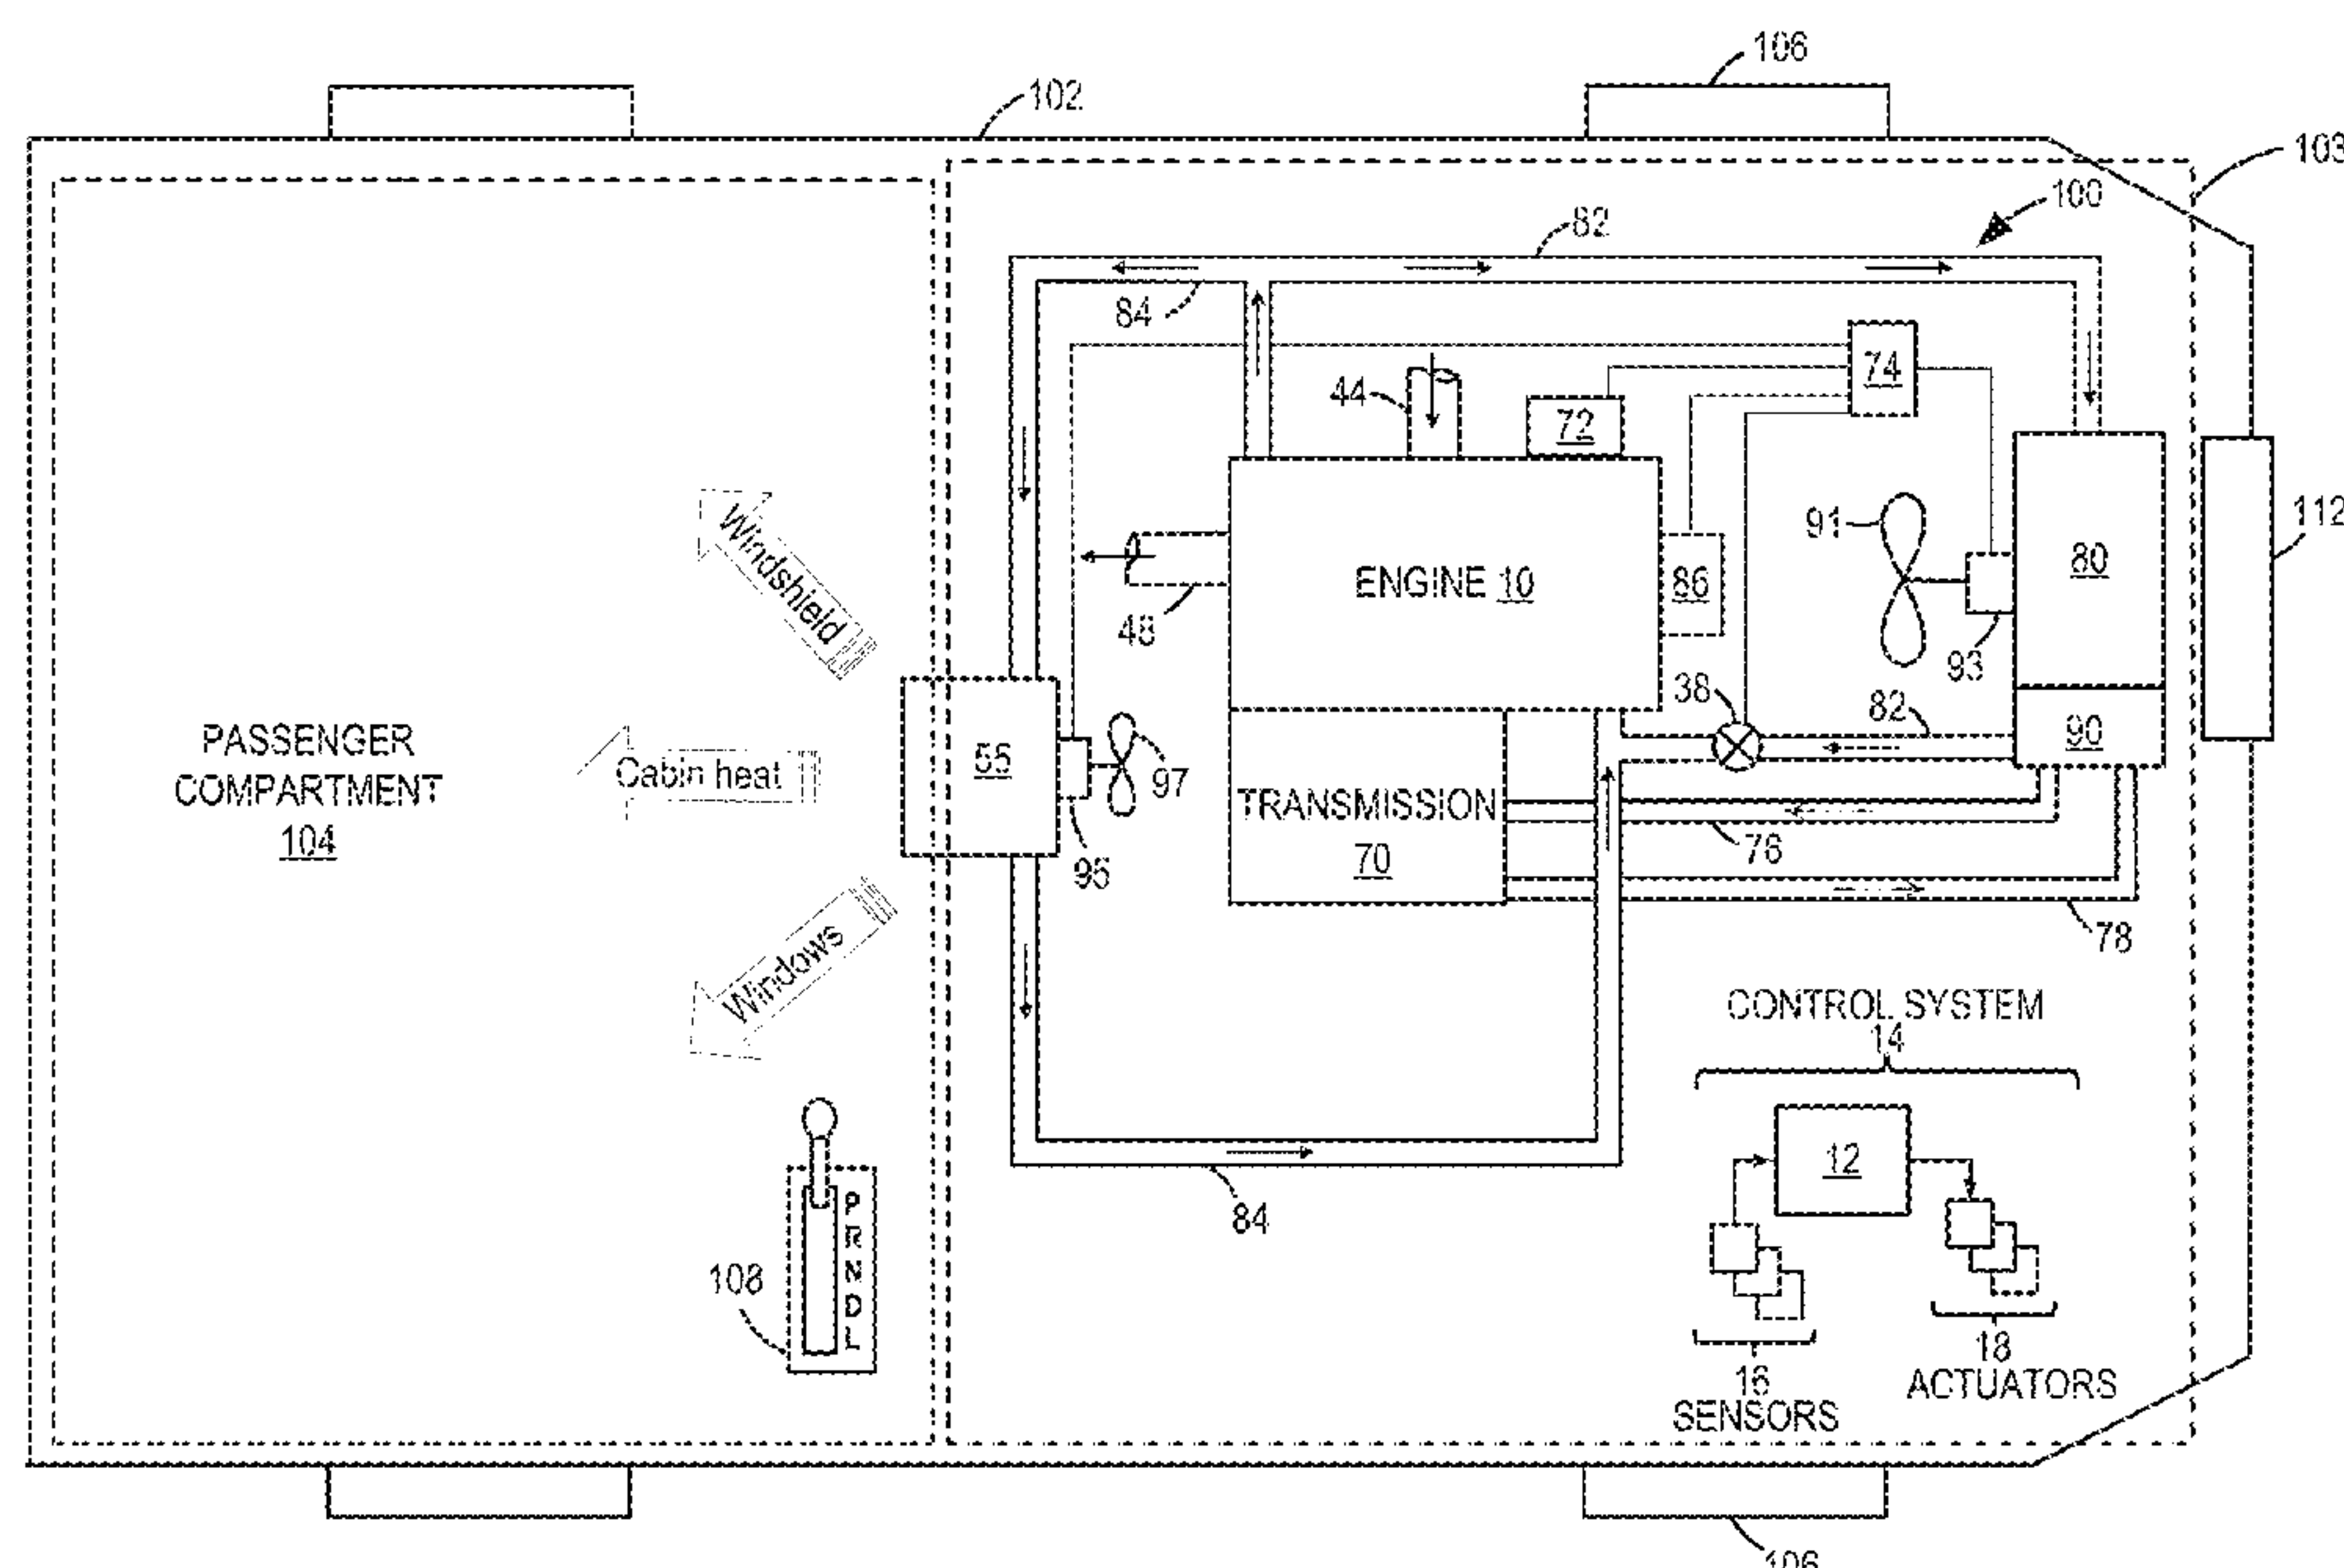 106
102
103
100
82
84
74
44
72
112
91
80
Windshield
ENGINE 10
86
48
93
38
82
90
PASSENGER
COMPARTMENT
104
Cabin heat
55
97
TRANSMISSION
70
95
76
78
Windows
CONTROL SYSTEM
14
12
84
108
P
R
N
D
L
16
SENSORS
18
ACTUATORS
106